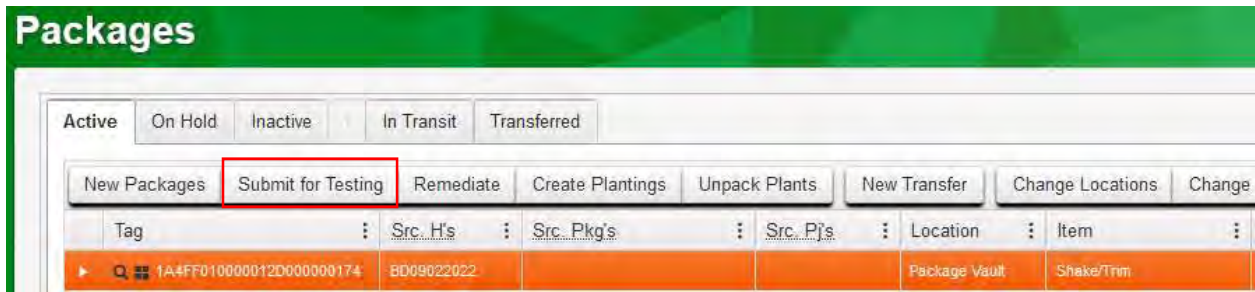 Packages
Active On Hold Inactive In Transit Transferred
New Packages Submit for Testing Remediate Create Plantings Unpack Plants New Transfer Change Locations Change
Tag Src. H's Src. Pkg's Src. Pj's Location Item
1A4FF010000012D000000174 BD09022022 Package Vault Shake/Trim